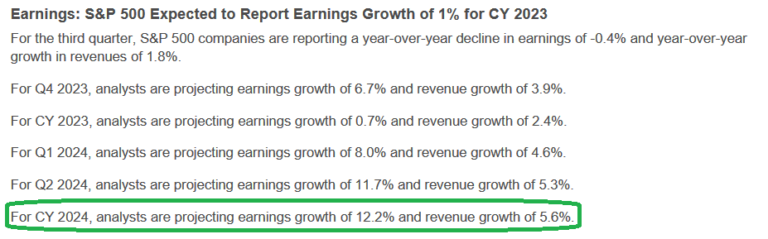 Earnings: S&P 500 Expected to Report Earnings Growth of 1% for CY 2023
For the third quarter, S&P 500 companies are reporting a year-over-year decline in earnings of -0.4% and year-over-year
growth in revenues of 1.8%.
For Q4 2023, analysts are projecting earnings growth of 6.7% and revenue growth of 3.9%.
For CY 2023, analysts are projecting earnings growth of 0.7% and revenue growth of 2.4%.
For Q1 2024, analysts are projecting earnings growth of 8.0% and revenue growth of 4.6%.
For Q2 2024, analysts are projecting earnings growth of 11.7% and revenue growth of 5.3%.
For CY 2024, analysts are projecting earnings growth of 12.2% and revenue growth of 5.6%.